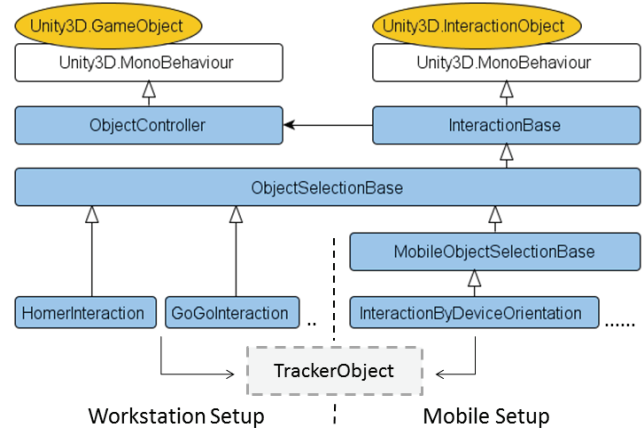 Unity3D.GameObject
Unity3D.InteractionObject
Unity3D.MonoBehaviour
Unity3D.MonoBehaviour
ObjectController
InteractionBase
ObjectSelectionBase
MobileObjectSelectionBase
HomerInteraction
GoGoInteraction
..
InteractionByDeviceOrientation
......
TrackerObject
Workstation Setup
Mobile Setup